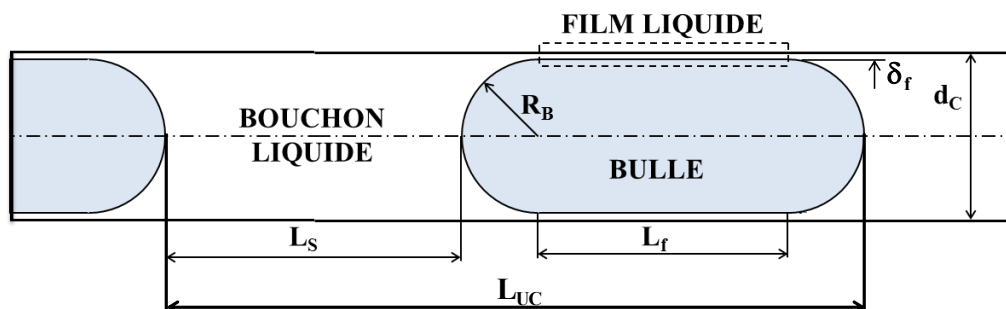 FILM LIQUIDE
δf
dC
RB
BOUCHON
LIQUIDE
BULLE
LS
Lf
LUC